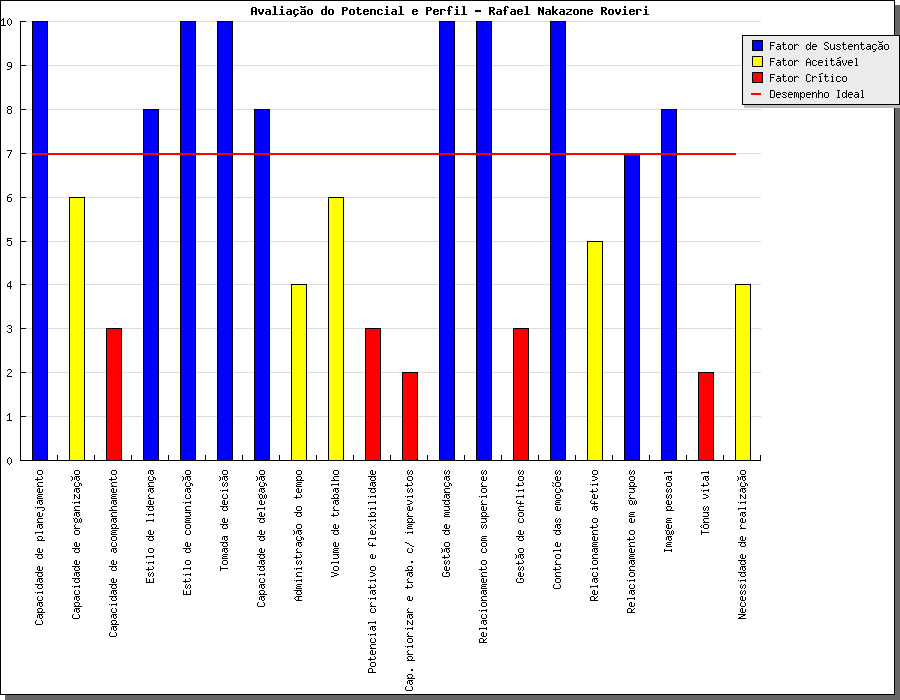 Avaliação do Potencial e Perfil - Rafael Nakazone Rovieri
Fator de Sustentação
Fator Aceitável
Fator Crítico
Desempenho Ideal
10
9
8
7
6
5
4
3
2
1
0
Capacidade de planejamento
Capacidade de organização
Capacidade de acompanhamento
Estilo de liderança
Estilo de comunicação
Tomada de decisão
Capacidade de delegação
Administração do tempo
Volume de trabalho
Potencial criativo e flexibilidade
Cap. priorizar e trab. c/ imprevistos
Gestão de mudanças
Relacionamento com superiores
Gestão de conflitos
Controle das emoções
Relacionamento afetivo
Relacionamento em grupos
Imagem pessoal
Tônus vital
Necessidade de realização